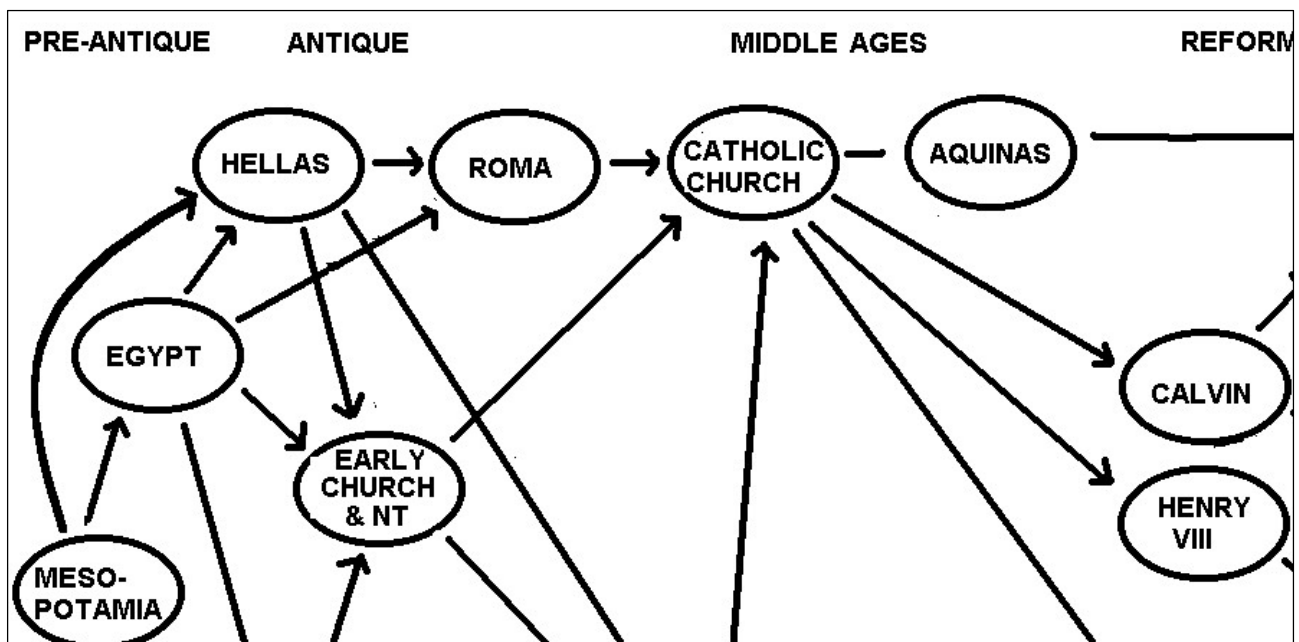 PRE-ANTIQUE
ANTIQUE
MIDDLE AGES
REFORM
HELLAS
ROMA
CATHOLIC
CHURCH
AQUINAS
EGYPT
CALVIN
EARLY
CHURCH
& NT
HENRY
VIII
MESO-
POTAMIA